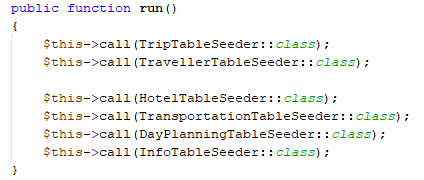 public function run()
{
    $this->call(TripTableSeeder::class);
    $this->call(TravellerTableSeeder::class);

    $this->call(HotelTableSeeder::class);
    $this->call(TransportationTableSeeder::class);
    $this->call(DayPlanningTableSeeder::class);
    $this->call(InfoTableSeeder::class);
}